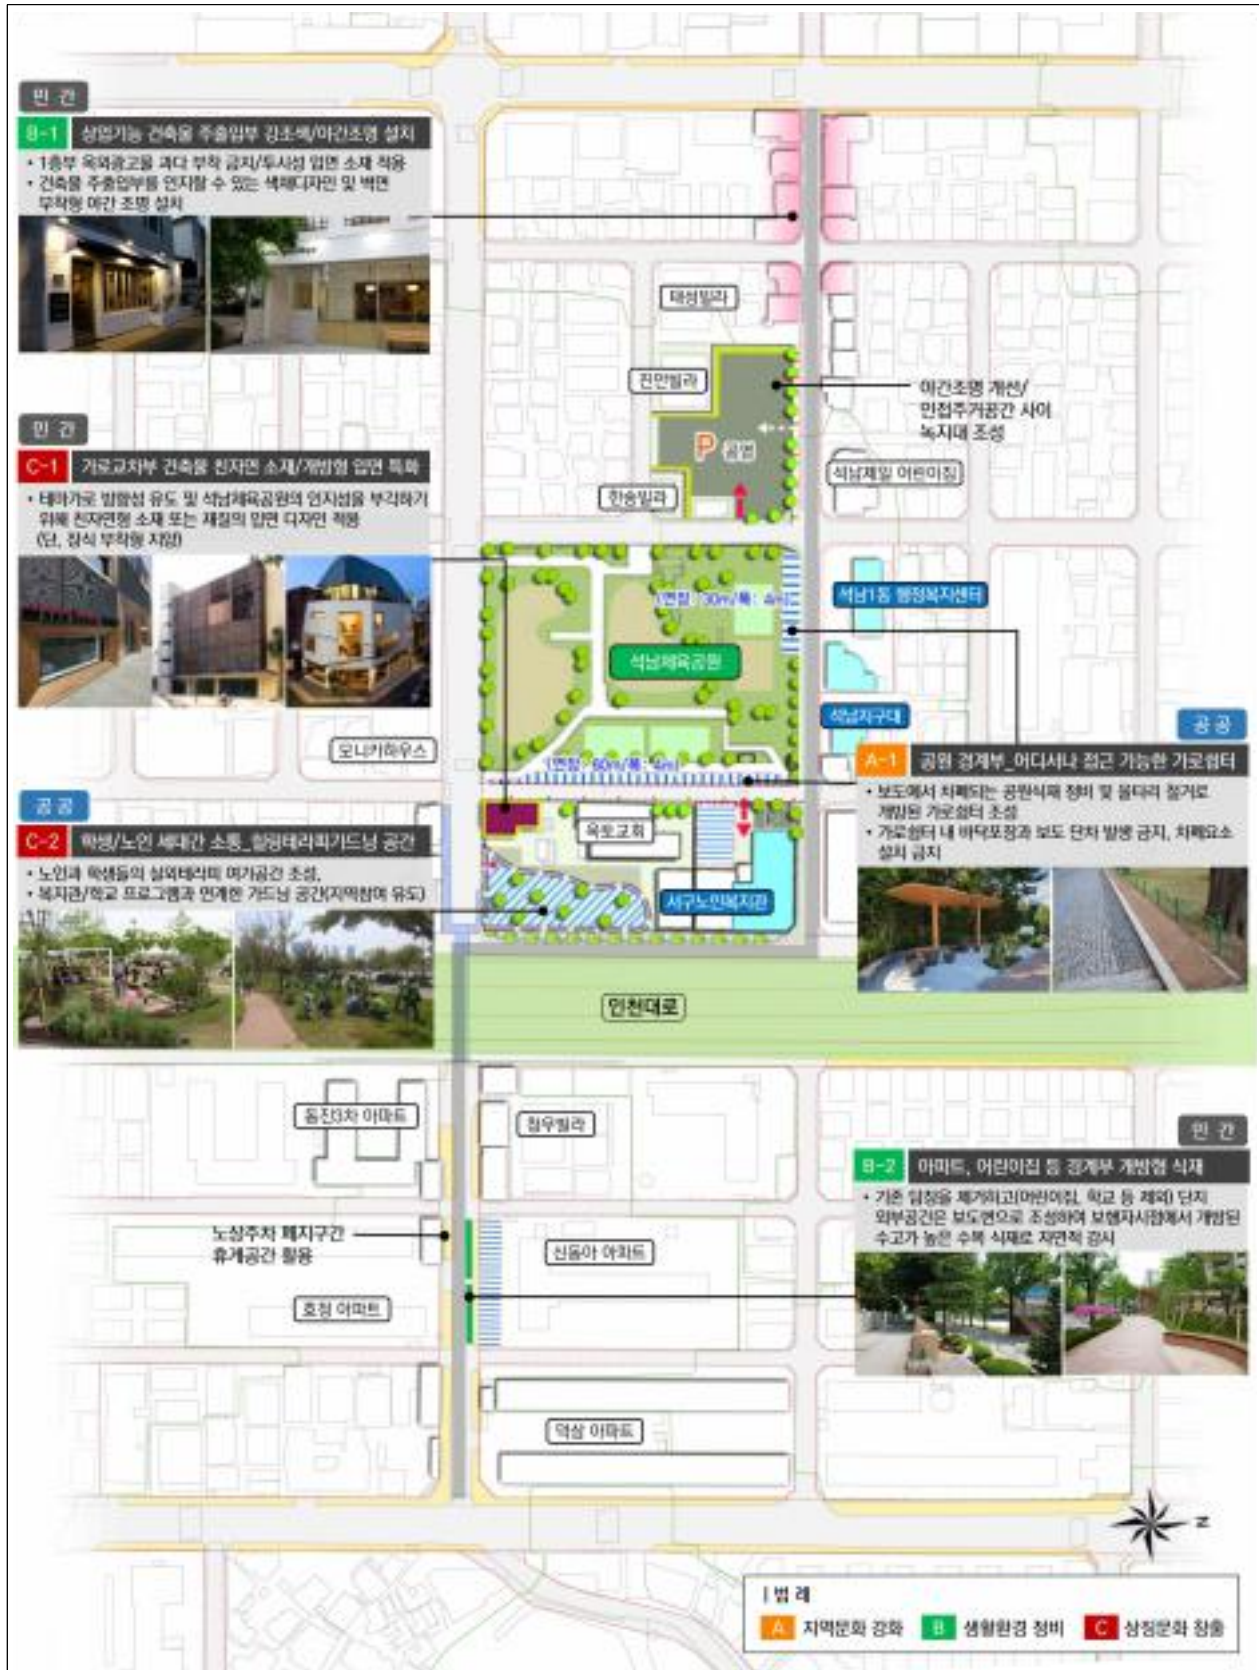 민 간
B-1 상업기능 건축물 주출입부 강조색/야간조명 설치
• 1층부 옥외광고물 과다 부착 금지/투시성 입면 소재 적용
• 건축물 주출입부를 인지할 수 있는 색채디자인 및 벽면
부착형 야간 조명 설치
민 간
C-1 가로교차부 건축물 친자연 소재/개방형 입면 특화
• 테마가로 방향성 유도 및 석남체육공원의 인지성을 부각하기
위해 친자연형 소재 또는 재질의 입면 디자인 적용
(단, 장식 부착형 지양)
공 공
C-2 학생/노인 세대간 소통_힐링테라피가드닝 공간
• 노인과 학생들의 실외테라피 여가공간 조성,
• 복지관/학교 프로그램과 연계한 가드닝 공간(지역참여 유도)
태성빌라
진만빌라
P 공영
한송빌라
야간조명 개선/
인접주거공간 사이
녹지대 조성
석남제일 어린이집
(연장: 30m/폭: 4m)
석남1동 행정복지센터
석남체육공원
석남지구대
모니카하우스
(연장: 60m/폭: 4m)
옥토교회
서구노인복지관
공 공
A-1 공원 경계부_어디서나 접근 가능한 가로쉼터
• 보도에서 차폐되는 공원식재 정비 및 울타리 철거로
개방된 가로쉼터 조성
• 가로쉼터 내 바닥포장과 보도 단차 발생 금지, 차폐요소
설치 금지
인천대로
동진3차 아파트
청우빌라
노상주차 폐지구간
휴게공간 활용
신동아 아파트
호정 아파트
덕삼 아파트
민 간
B-2 아파트, 어린이집 등 경계부 개방형 식재
• 기존 담장을 제거하고(어린이집, 학교 등 제외) 단지
외부공간은 보도변으로 조성하여 보행자시점에서 개방된
수고가 높은 수목 식재로 자연적 감시
N
범 례
A 지역문화 강화 B 생활환경 정비 C 상징문화 창출